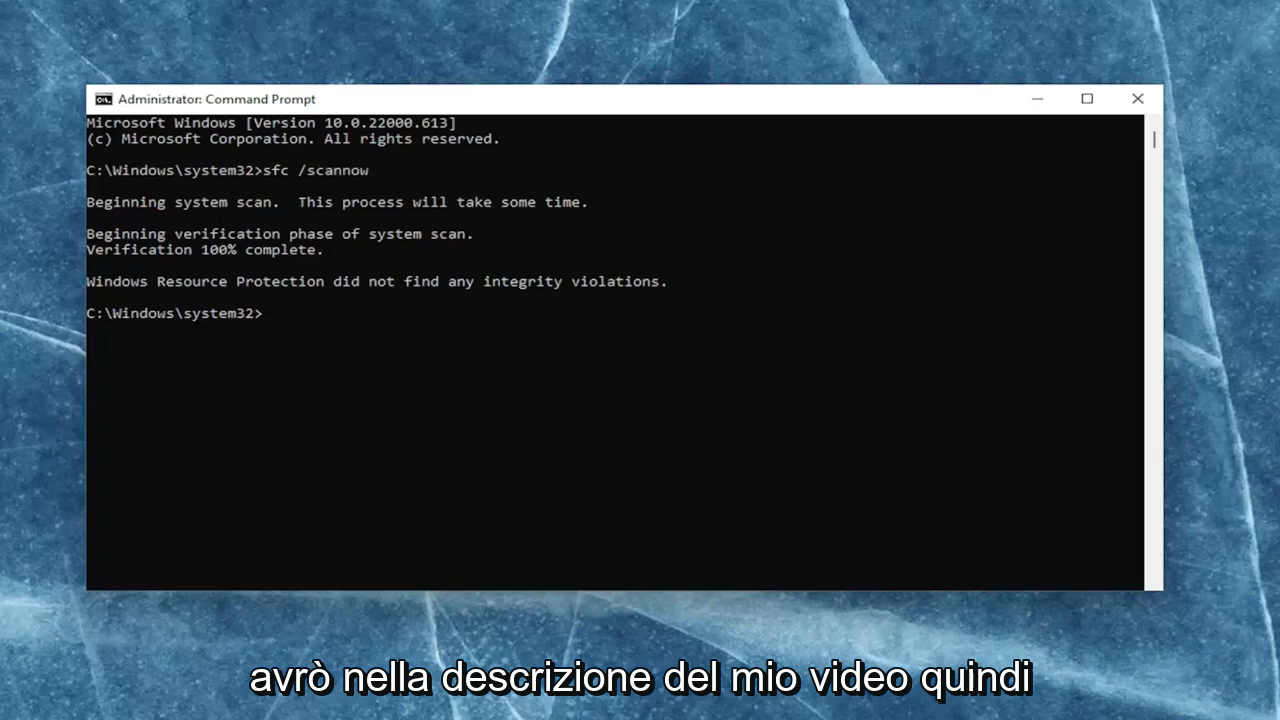 Administrator: Command Prompt
Microsoft Windows [Version 10.0.22000.613]
(c) Microsoft Corporation. All rights reserved.
C:\Windows\system32>sfc /scannow
Beginning system scan.  This process will take some time.
Beginning verification phase of system scan.
Verification 100% complete.
Windows Resource Protection did not find any integrity violations.
C:\Windows\system32>
avrò nella descrizione del mio video quindi